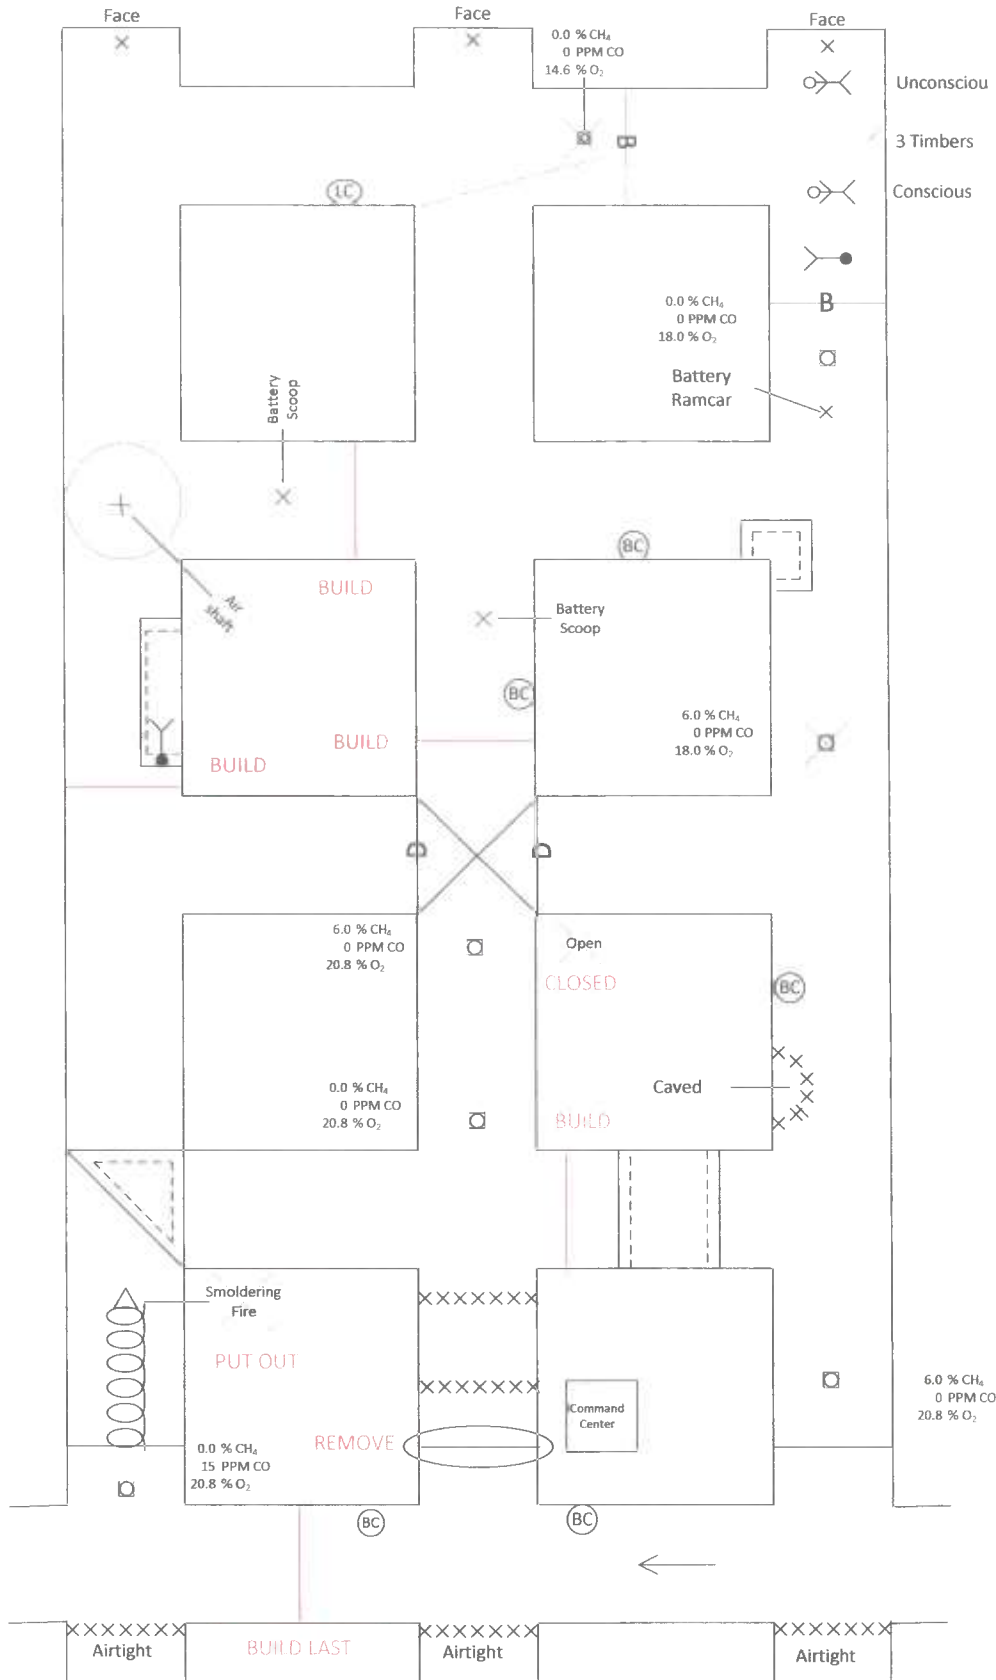 Face
Face
Face
0.0 % CH₄
0 PPM CO
14.6 % O₂
Unconsciou
B
3 Timbers
1C
Conscious
0.0 % CH₄
0 PPM CO
18.0 % O₂
B
Battery
Ramcar
Battery
Scoop
BC
BUILD
Air
shaft
Battery
Scoop
BC
6.0 % CH₄
0 PPM CO
18.0 % O₂
BUILD
BUILD
D
D
6.0 % CH₄
0 PPM CO
20.8 % O₂
Open
CLOSED
BC
0.0 % CH₄
0 PPM CO
20.8 % O₂
Caved
BUILD
Smoldering
Fire
PUT OUT
6.0 % CH₄
0 PPM CO
20.8 % O₂
Command
Center
REMOVE
0.0 % CH₄
15 PPM CO
20.8 % O₂
BC
BC
Airtight
BUILD LAST
Airtight
Airtight